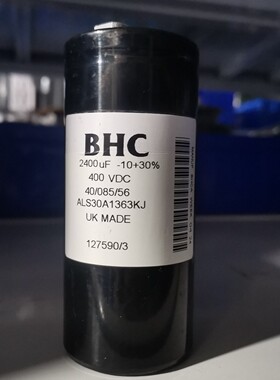 BHC
2400uF -10+30%
400 VDC
40/085/56
ALS30A1363KJ
UK MADE
127590/3